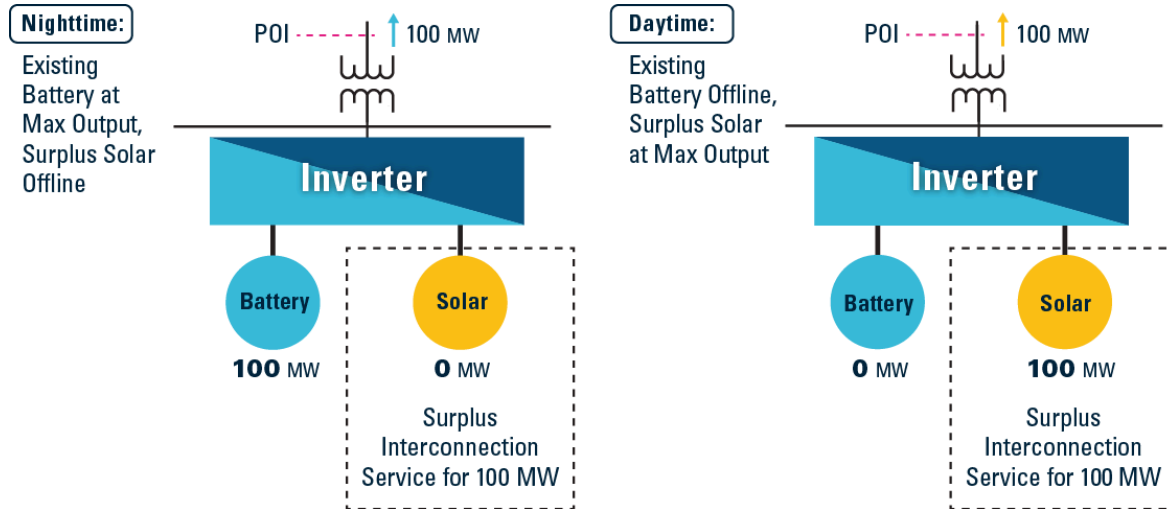 Nighttime:
Existing
Battery at
Max Output,
Surplus Solar
Offline
POI
100 MW
Inverter
Battery
Solar
100 MW
0 MW
Surplus
Interconnection
Service for 100 MW
Daytime:
Existing
Battery Offline,
Surplus Solar
at Max Output
POI
100 MW
Inverter
Battery
Solar
0 MW
100 MW
Surplus
Interconnection
Service for 100 MW